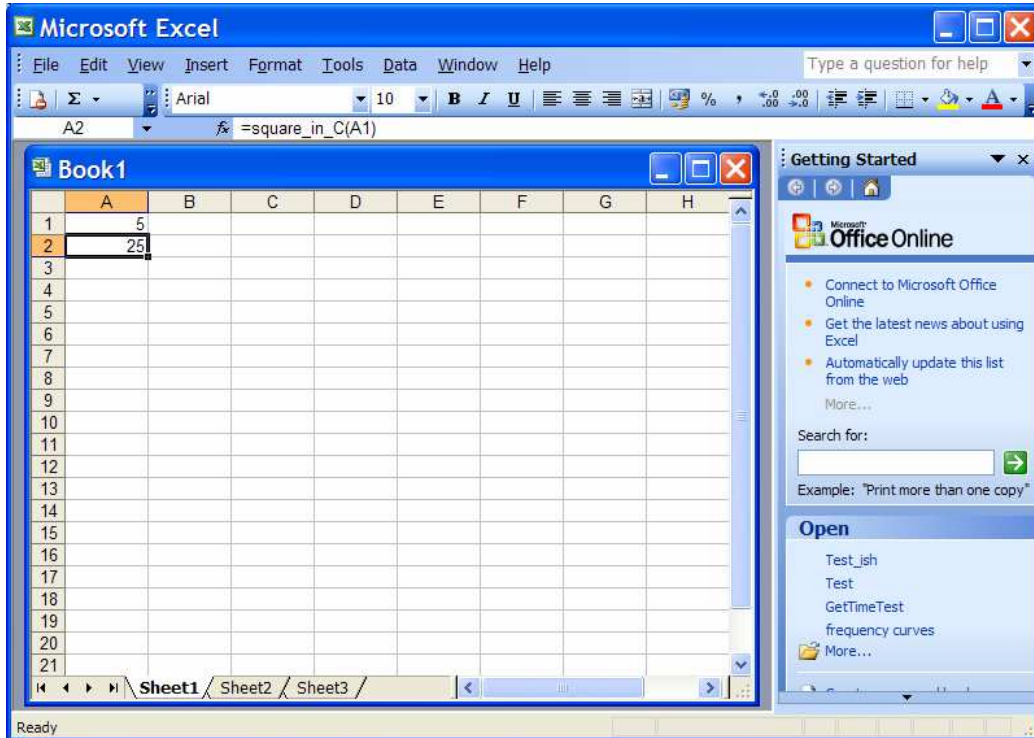 Microsoft Excel
File Edit View Insert Format Tools Data Window Help
Type a question for help
Σ Arial 10 B I U % , .00 .00 A
A2 fx =square_in_C(A1)
Book1
A B C D E F G H
1 5
2 25
3
4
5
6
7
8
9
10
11
12
13
14
15
16
17
18
19
20
21
Sheet1 Sheet2 Sheet3
Getting Started
Microsoft
Office Online
Connect to Microsoft Office
Online
Get the latest news about using
Excel
Automatically update this list
from the web
More...
Search for:
Example: "Print more than one copy"
Open
Test_ish
Test
GetTimeTest
frequency curves
More...
Ready